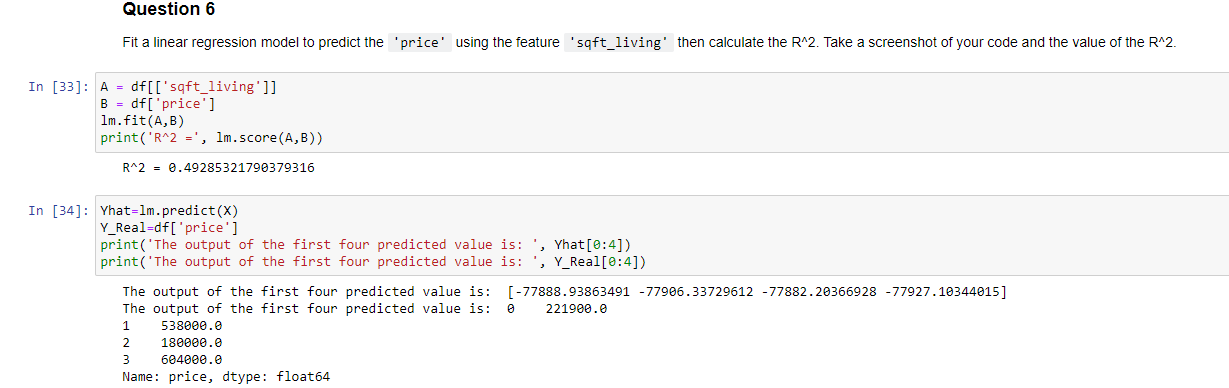 Question 6
Fit a linear regression model to predict the 'price' using the feature 'sqft_living' then calculate the R^2. Take a screenshot of your code and the value of the R^2.
In [33]: A = df[['sqft_living']]
B = df['price']
lm.fit(A,B)
print('R^2 =', lm.score(A,B))
R^2 = 0.49285321790379316
In [34]: Yhat=lm.predict(X)
Y_Real=df['price']
print('The output of the first four predicted value is: ', Yhat[0:4])
print('The output of the first four predicted value is: ', Y_Real[0:4])
The output of the first four predicted value is:  [-77888.93863491 -77906.33729612 -77882.20366928 -77927.10344015]
The output of the first four predicted value is:  0    221900.0
1    538000.0
2    180000.0
3    604000.0
Name: price, dtype: float64